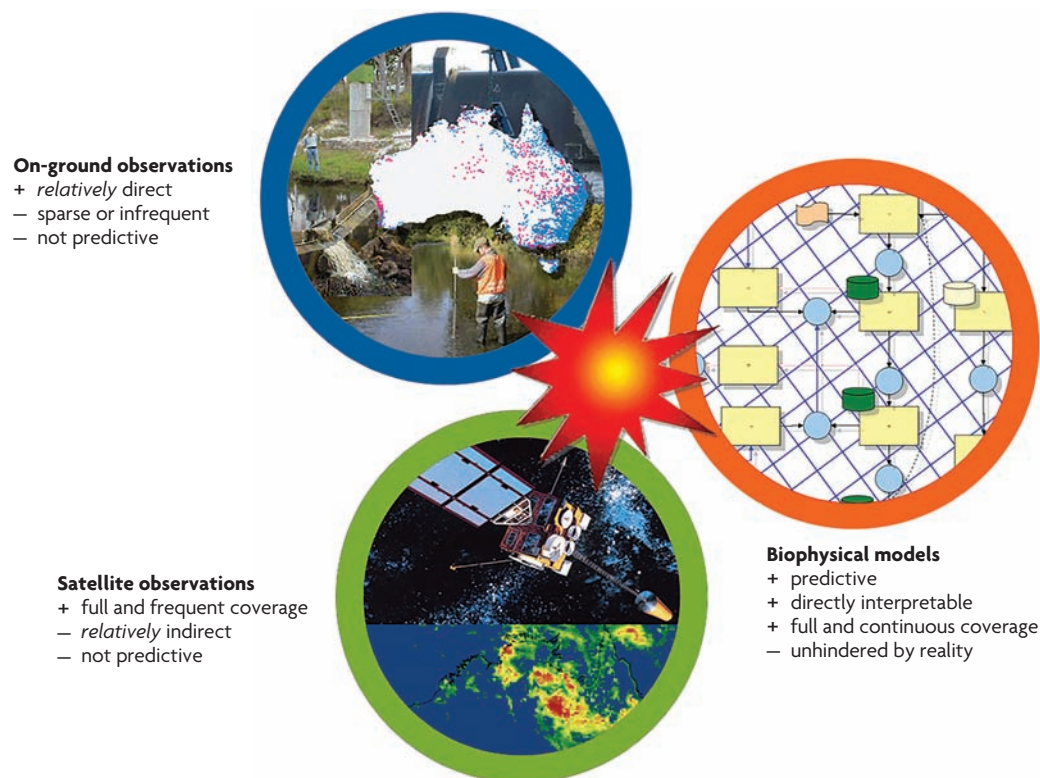 On-ground observations
+ relatively direct
— sparse or infrequent
— not predictive
Satellite observations
+ full and frequent coverage
— relatively indirect
— not predictive
Biophysical models
+ predictive
+ directly interpretable
+ full and continuous coverage
— unhindered by reality